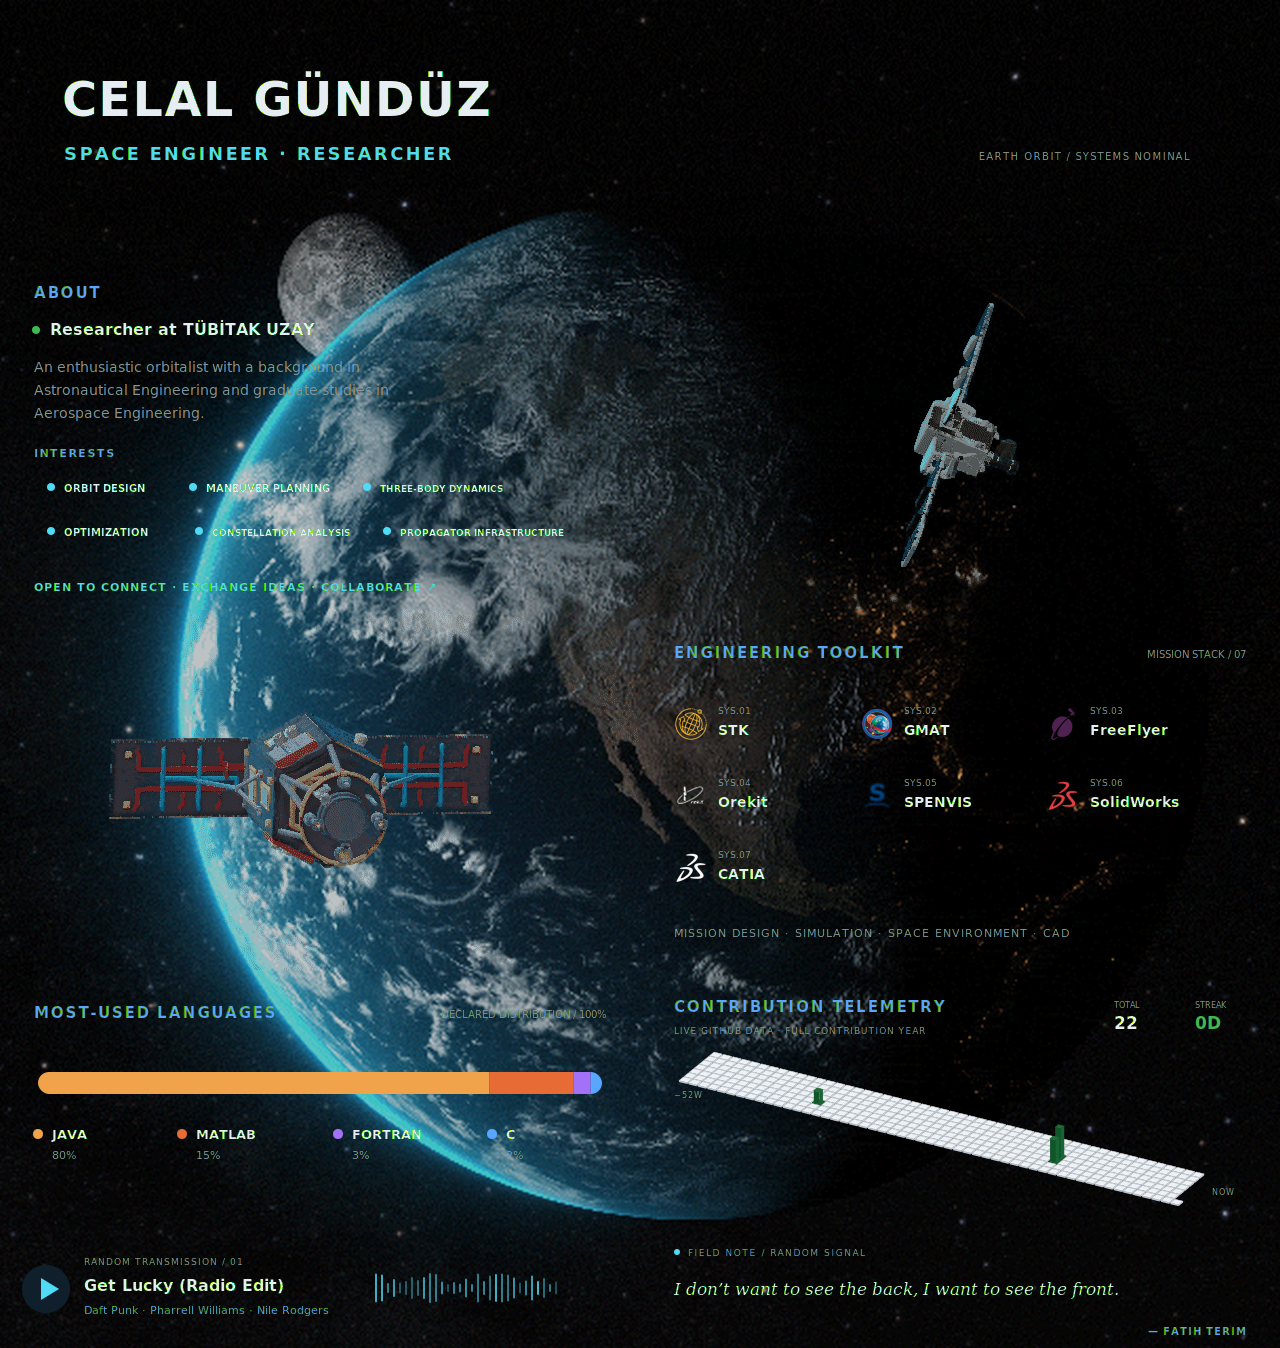 CELAL GÜNDÜZ
SPACE ENGINEER · RESEARCHER
EARTH ORBIT / SYSTEMS NOMINAL
ABOUT
Researcher at TÜBİTAK UZAY
An enthusiastic orbitalist with a background in
Astronautical Engineering and graduate studies in
Aerospace Engineering.
INTERESTS
ORBIT DESIGN
MANEUVER PLANNING
THREE-BODY DYNAMICS
OPTIMIZATION
CONSTELLATION ANALYSIS
PROPAGATOR INFRASTRUCTURE
OPEN TO CONNECT · EXCHANGE IDEAS · COLLABORATE ↗
ENGINEERING TOOLKIT
MISSION STACK / 07
SYS.01
STK
SYS.02
GMAT
SYS.03
FreeFlyer
SYS.04
Orekit
SYS.05
SPENVIS
SYS.06
SolidWorks
SYS.07
CATIA
MISSION DESIGN · SIMULATION · SPACE ENVIRONMENT · CAD
MOST-USED LANGUAGES
DECLARED DISTRIBUTION / 100%
JAVA
80%
MATLAB
15%
FORTRAN
3%
C
2%
CONTRIBUTION TELEMETRY
LIVE GITHUB DATA · FULL CONTRIBUTION YEAR
TOTAL
22
STREAK
0D
−52W
NOW
RANDOM TRANSMISSION / 01
Get Lucky (Radio Edit)
Daft Punk · Pharrell Williams · Nile Rodgers
FIELD NOTE / RANDOM SIGNAL
I don’t want to see the back, I want to see the front.
— FATIH TERIM